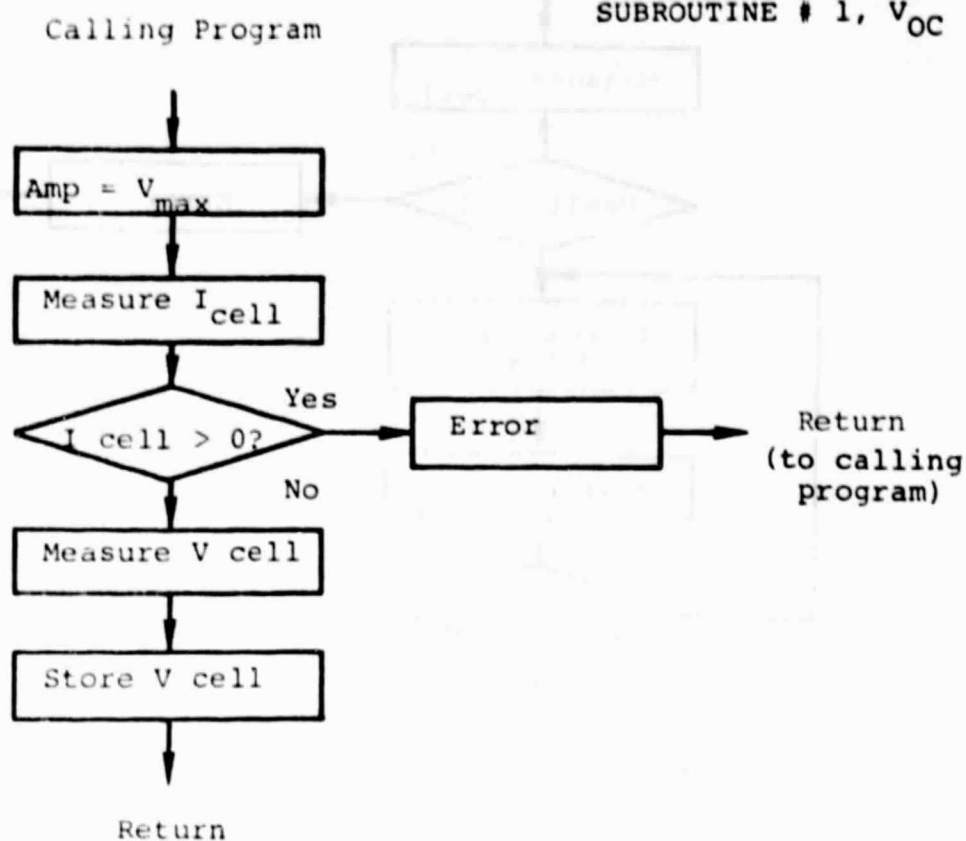 SUBROUTINE # 1, VOC
Calling Program
Amp = Vmax
Measure Icell
I cell > 0?
Yes
Error
Return
(to calling
program)
No
Measure V cell
Store V cell
Return